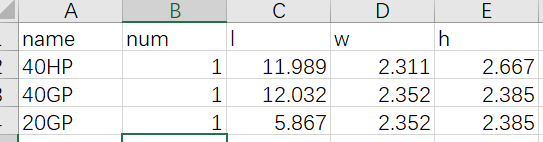 A B C D E
name num l w h
2 40HP 1 11.989 2.311 2.667
3 40GP 1 12.032 2.352 2.385
20GP 1 5.867 2.352 2.385